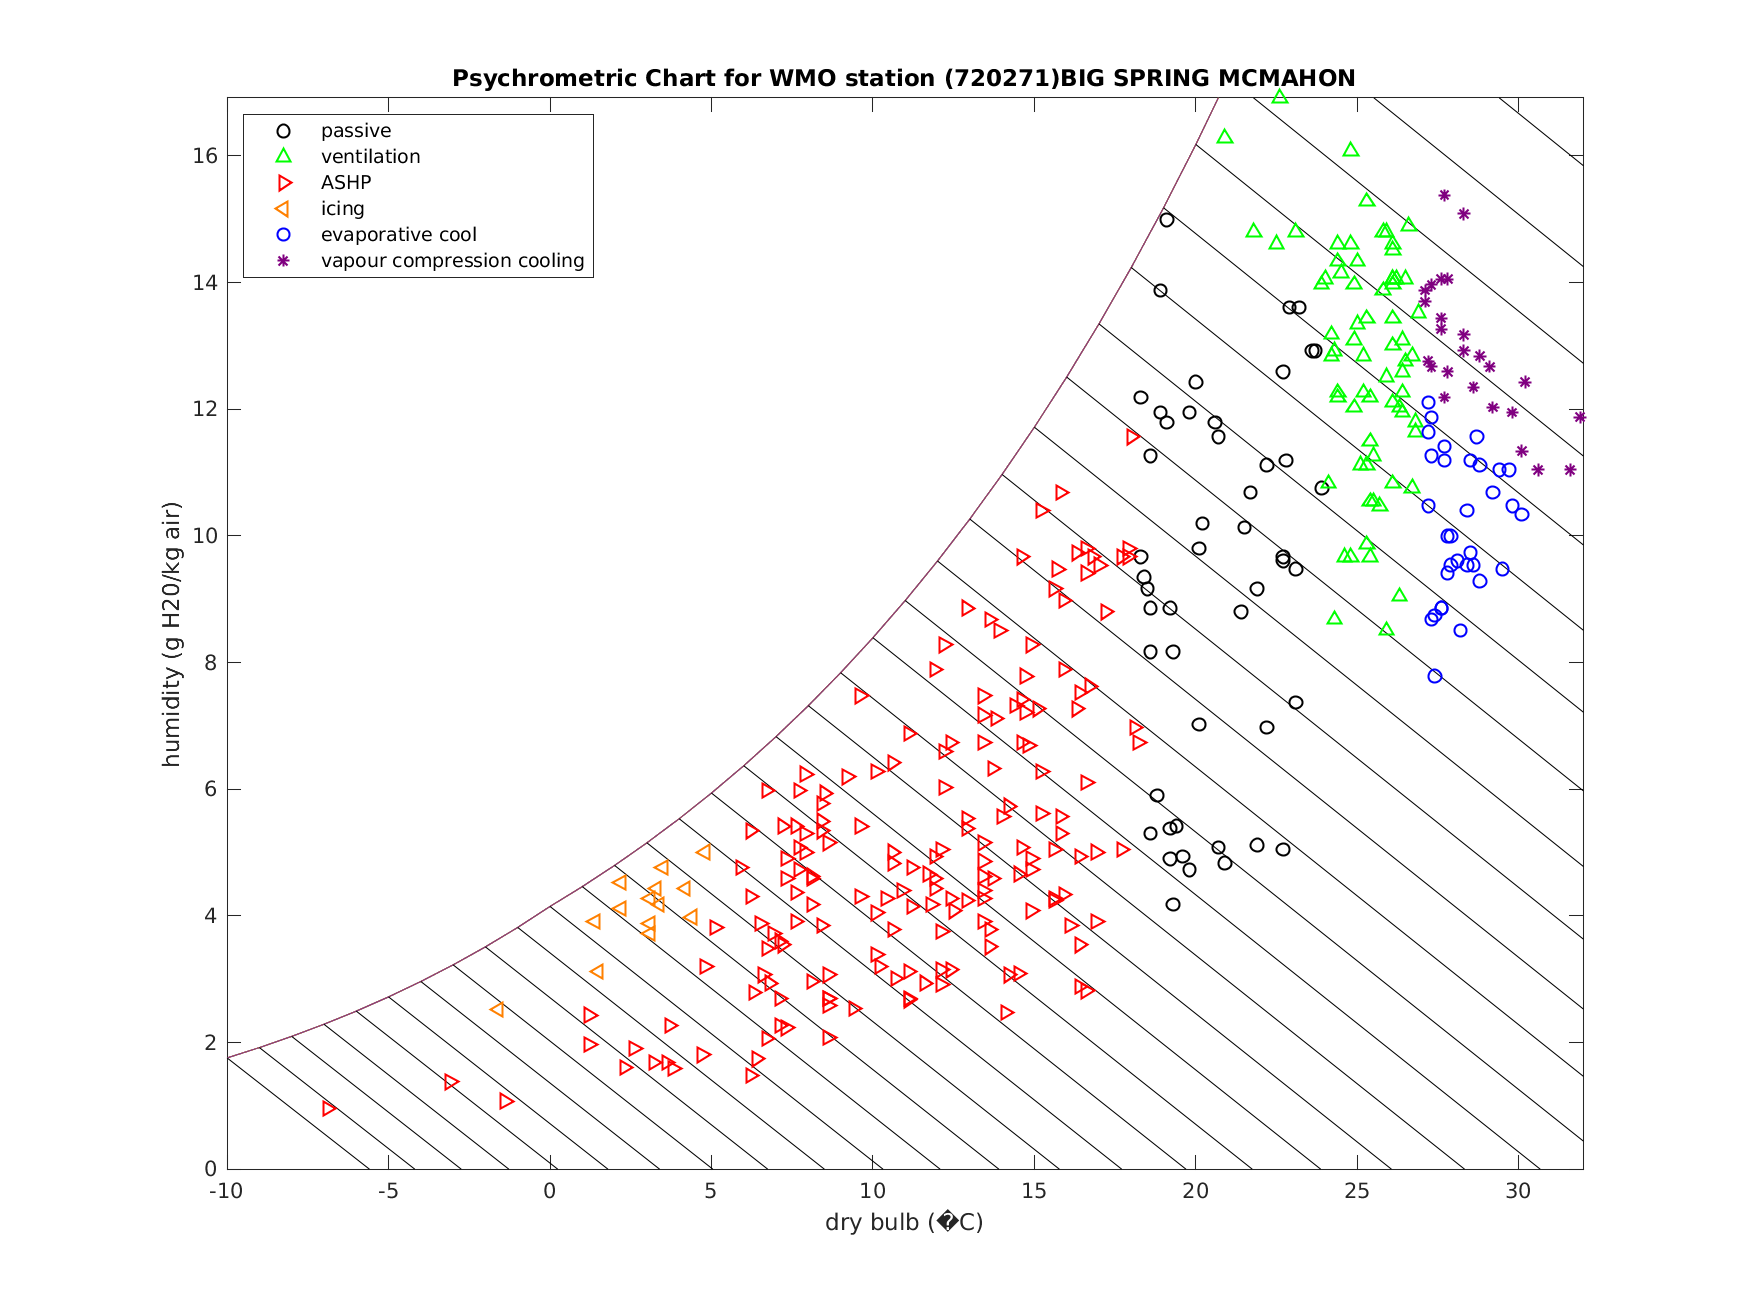 Psychrometric Chart for WMO station (720271)BIG SPRING MCMAHON
passive
ventilation
ASHP
icing
evaporative cool
vapour compression cooling
humidity (g H20/kg air)
16
14
12
10
8
6
4
2
0
-10 -5 0 5 10 15 20 25 30
dry bulb (�C)